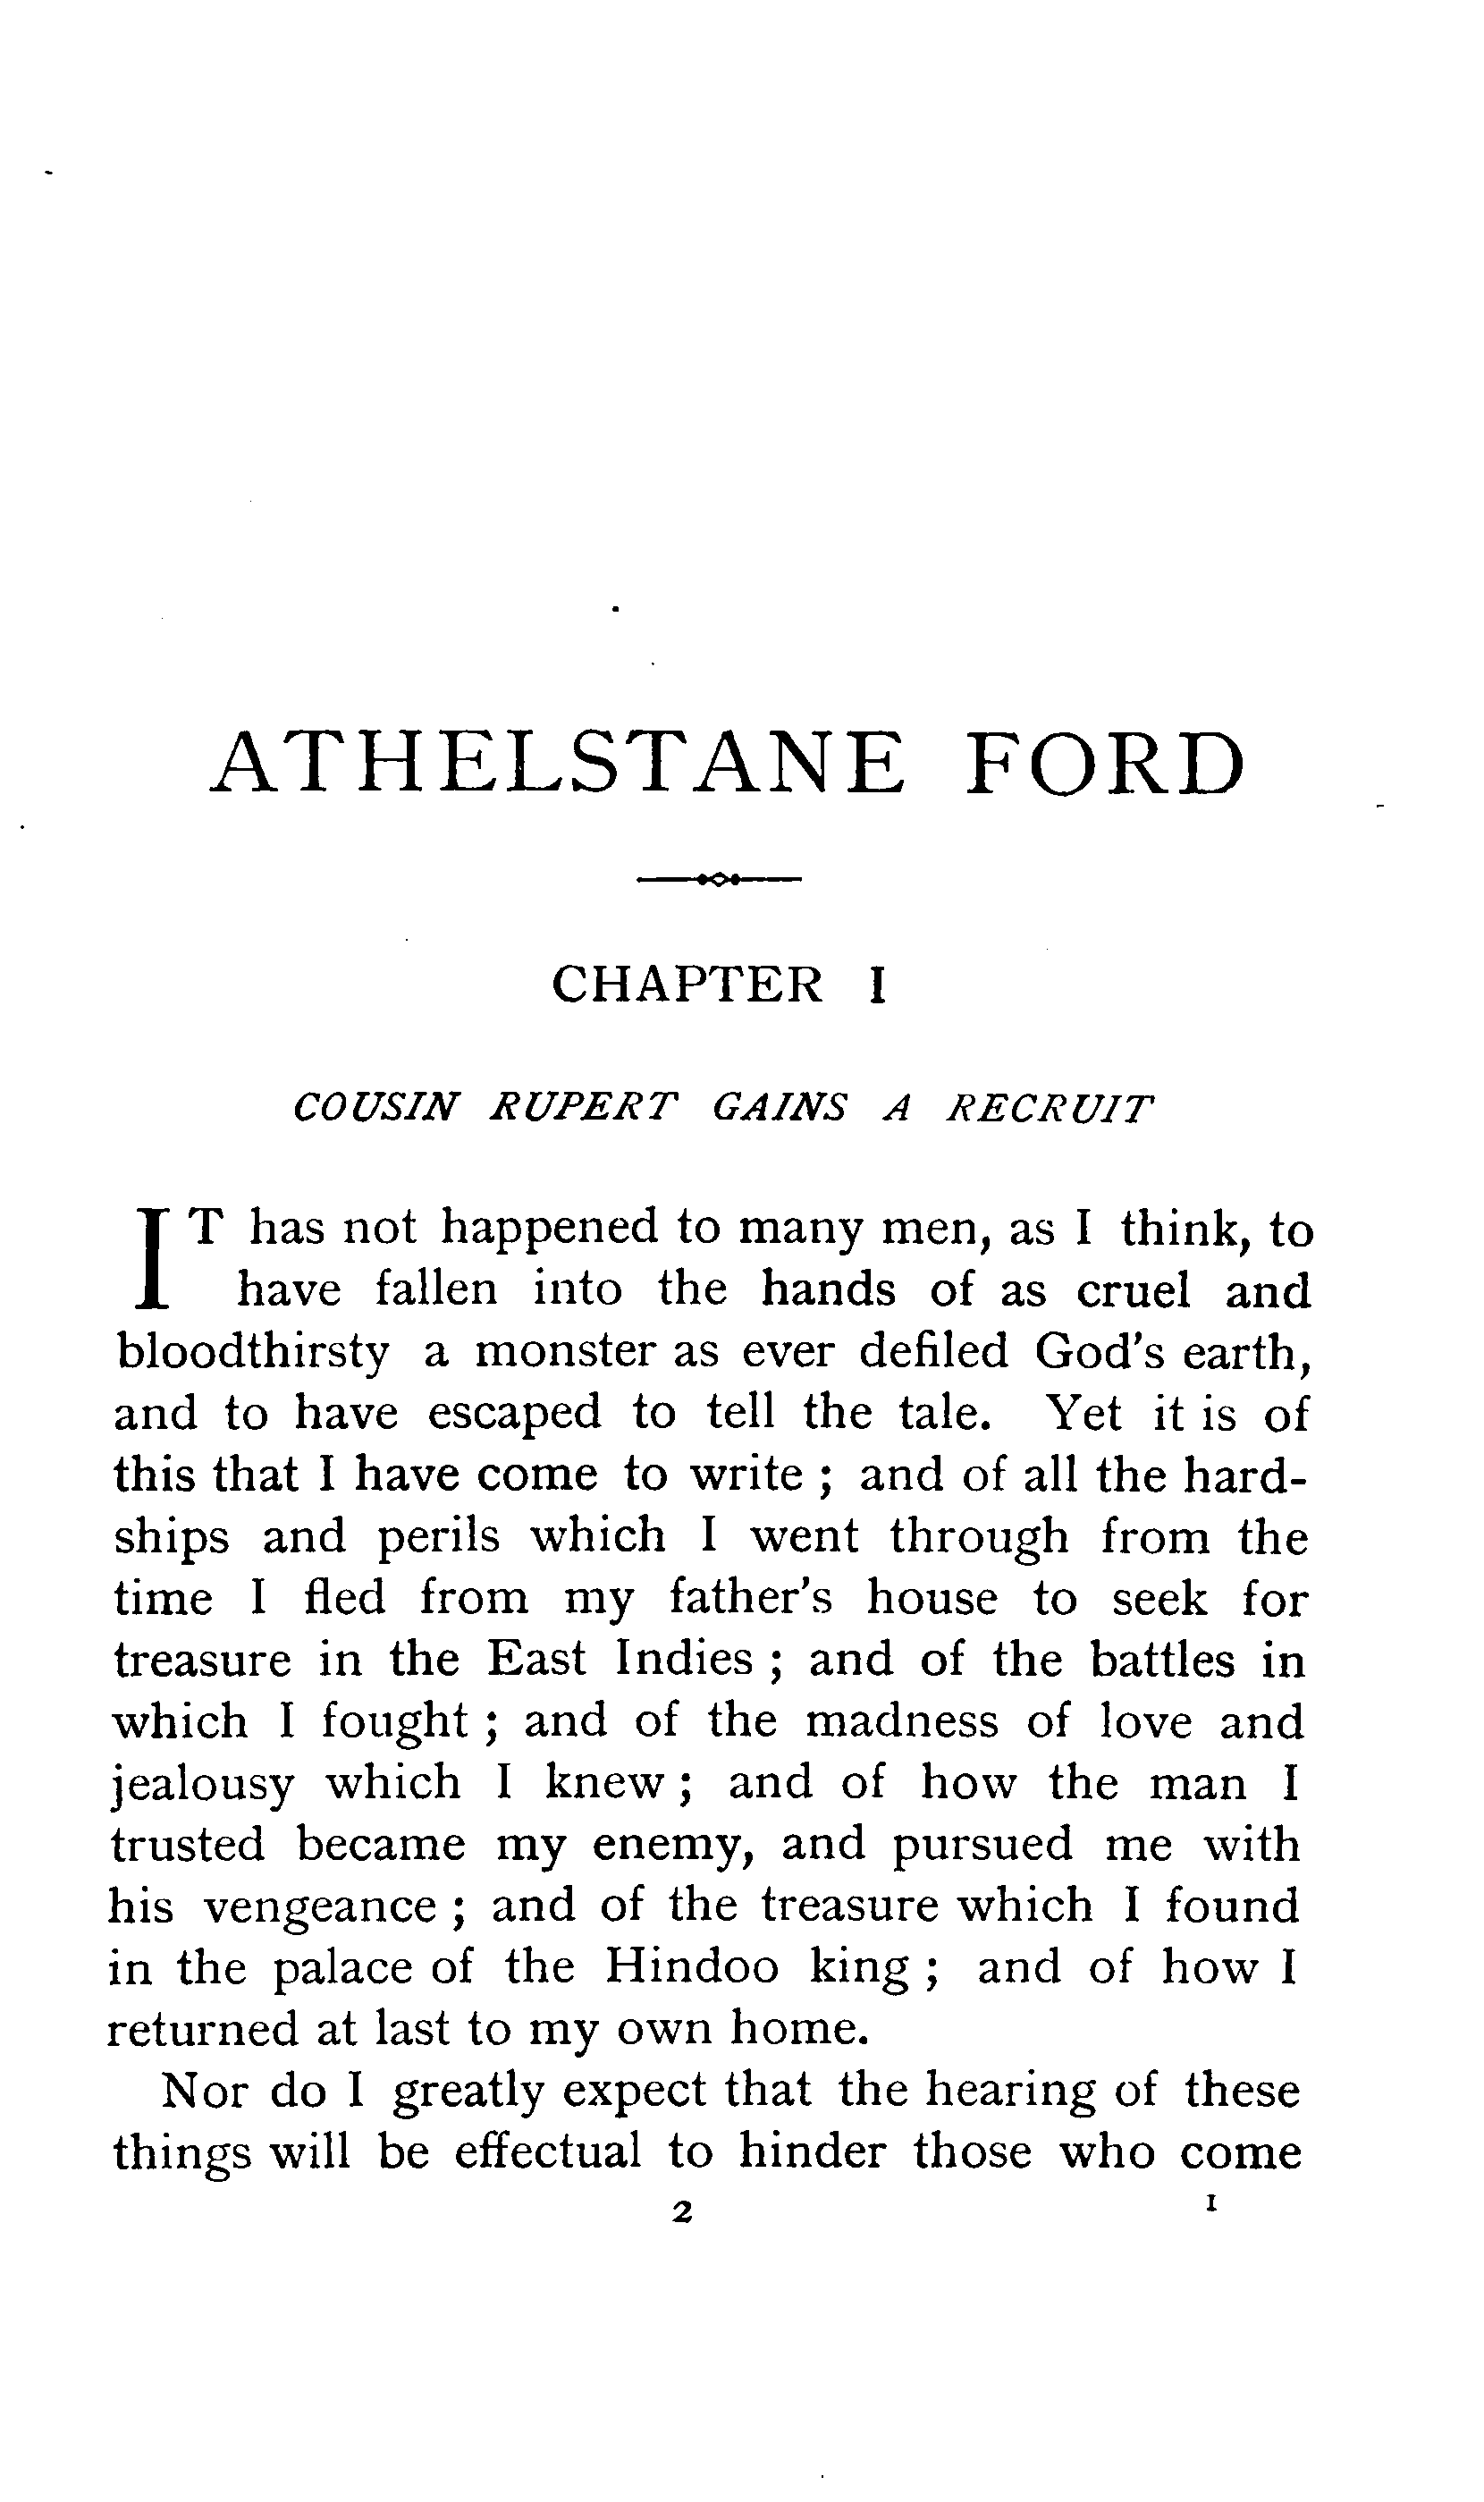 ATHELSTANE FORD
CHAPTER I
COUSIN RUPERT GAINS A RECRUIT
IT has not happened to many men, as I think, to
have fallen into the hands of as cruel and
bloodthirsty a monster as ever defiled God's earth,
and to have escaped to tell the tale. Yet it is of
this that I have come to write ; and of all the hard-
ships and perils which I went through from the
time I fled from my father's house to seek for
treasure in the East Indies ; and of the battles in
which I fought ; and of the madness of love and
jealousy which I knew ; and of how the man I
trusted became my enemy, and pursued me with
his vengeance ; and of the treasure which I found
in the palace of the Hindoo king ; and of how I
returned at last to my own home.
Nor do I greatly expect that the hearing of these
things will be effectual to hinder those who come
2 I